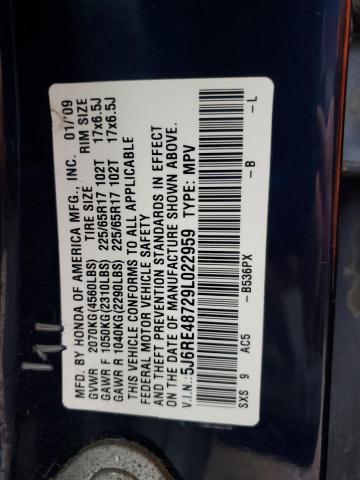 MFD. BY HONDA OF AMERICA MFG., INC. 01/'09
TIRE SIZE RIM SIZE
GVWR 2070KG(4560LBS)
GAWR F 1050KG(2310LBS) 225/65R17 102T 17x6.5J
GAWR R 1040KG(2290LBS) 225/65R17 102T 17x6.5J
THIS VEHICLE CONFORMS TO ALL APPLICABLE
FEDERAL MOTOR VEHICLE SAFETY
AND THEFT PREVENTION STANDARDS IN EFFECT
ON THE DATE OF MANUFACTURE SHOWN ABOVE.
V.I.N.: 5J6RE48729L022959 TYPE: MPV
SXS 9 AC5 -B536PX -B -L